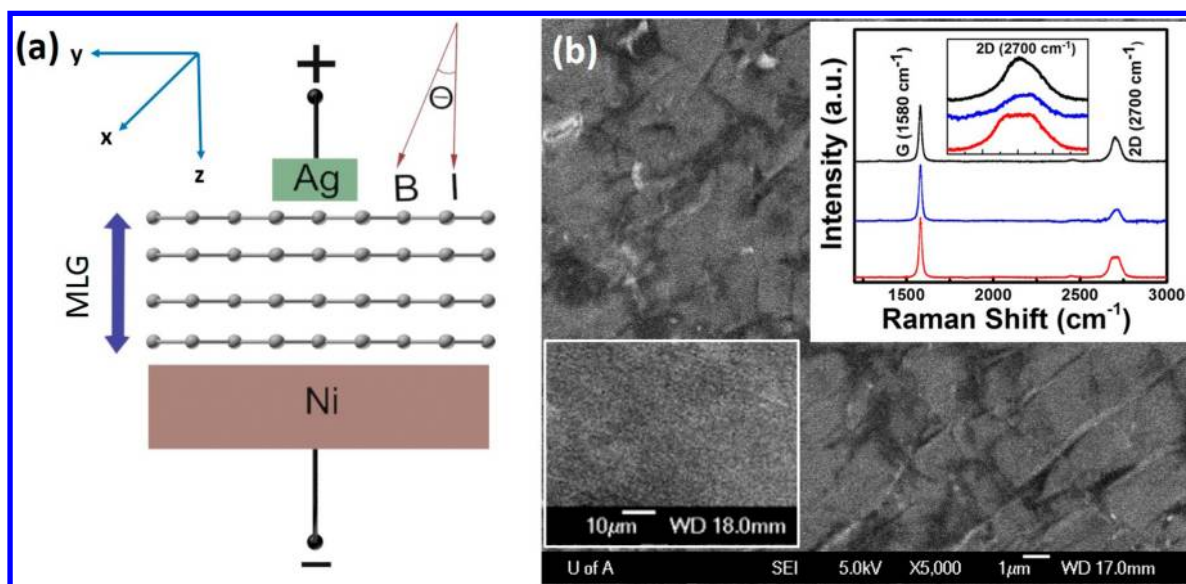 (a)
y
x
z
+
Θ
Ag
B
I
MLG
Ni
−
(b)
Intensity (a.u.)
G (1580 cm⁻¹)
2D (2700 cm⁻¹)
2D (2700 cm⁻¹)
1500 2000 2500 3000
Raman Shift (cm⁻¹)
10μm WD 18.0mm
U of A SEI 5.0kV X5,000 1μm WD 17.0mm